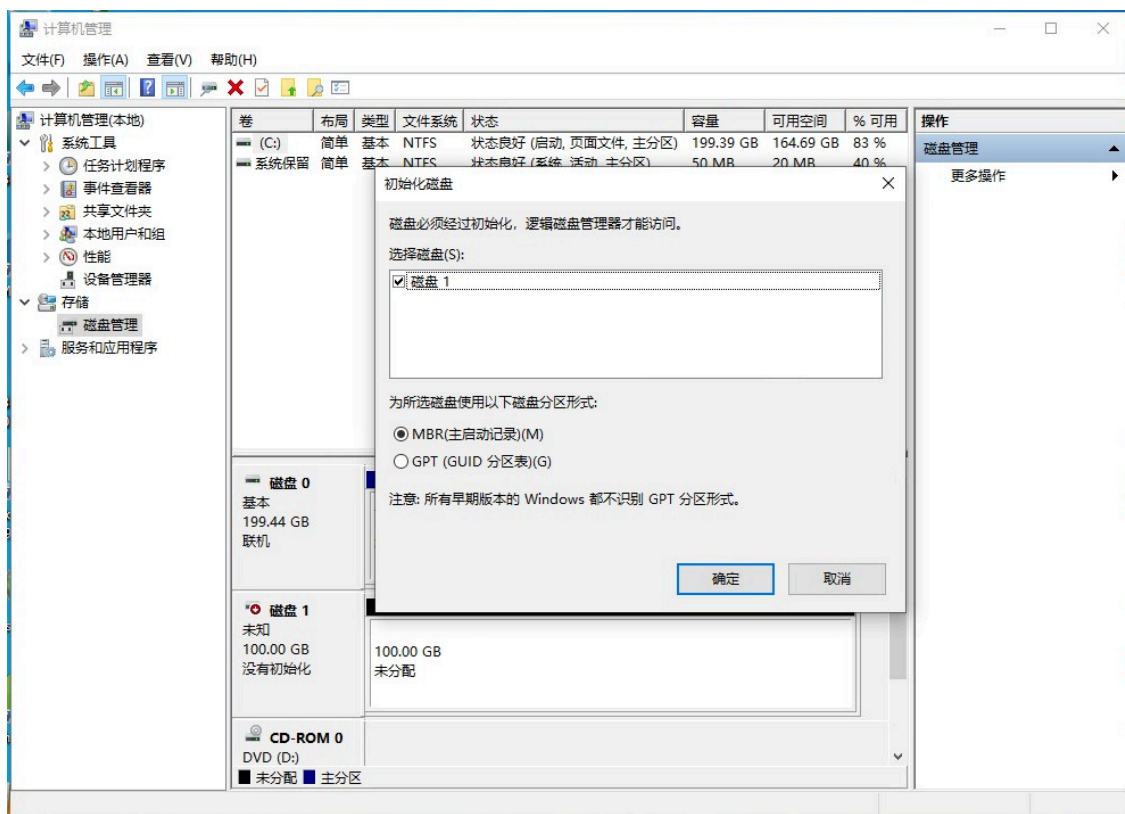 计算机管理
文件(F) 操作(A) 查看(V) 帮助(H)
计算机管理(本地)
系统工具
任务计划程序
事件查看器
共享文件夹
本地用户和组
性能
设备管理器
存储
磁盘管理
服务和应用程序
卷 布局 类型 文件系统 状态 容量 可用空间 % 可用
(C:) 简单 基本 NTFS 状态良好 (启动, 页面文件, 主分区) 199.39 GB 164.69 GB 83 %
系统保留 简单 基本 NTFS 状态良好 (系统, 活动, 主分区) 50 MB 20 MB 40 %
初始化磁盘
磁盘必须经过初始化，逻辑磁盘管理器才能访问。
选择磁盘(S):
磁盘 1
为所选磁盘使用以下磁盘分区形式:
MBR(主启动记录)(M)
GPT (GUID 分区表)(G)
注意: 所有早期版本的 Windows 都不识别 GPT 分区形式。
确定 取消
磁盘 0
基本
199.44 GB
联机
磁盘 1
未知
100.00 GB
没有初始化
100.00 GB
未分配
CD-ROM 0
DVD (D:)
未分配 主分区
操作
磁盘管理
更多操作